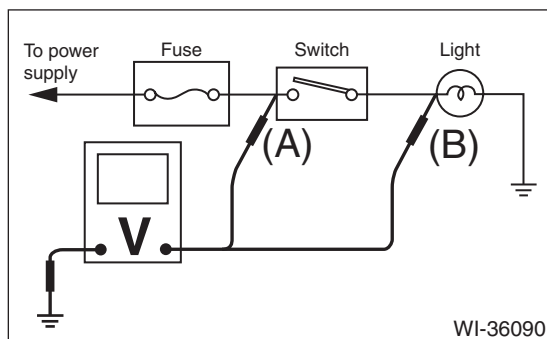 To power
supply
Fuse
Switch
Light
(A)
(B)
V
WI-36090